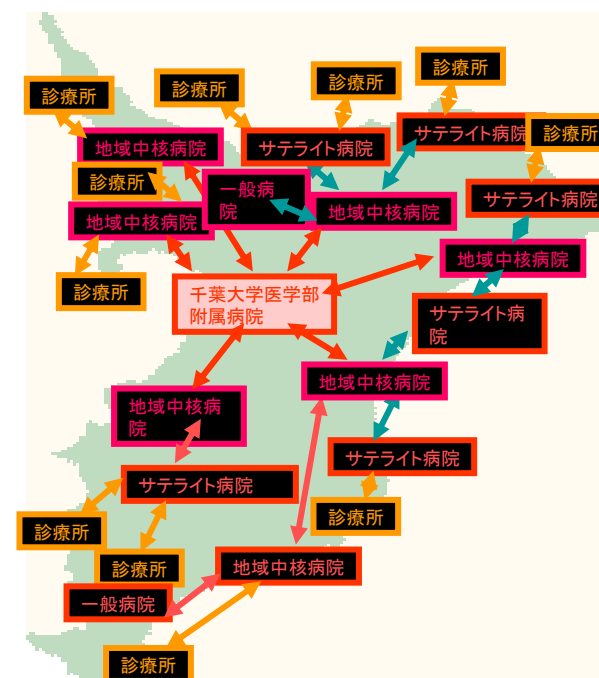 診療所
診療所
診療所
診療所
サテライト病院
診療所
地域中核病院
サテライト病院
診療所
一般病
院
サテライト病院
地域中核病院
地域中核病院
地域中核病院
診療所
千葉大学医学部
附属病院
サテライト病
院
地域中核病院
地域中核病
院
サテライト病院
サテライト病院
診療所
診療所
診療所
地域中核病院
一般病院
診療所